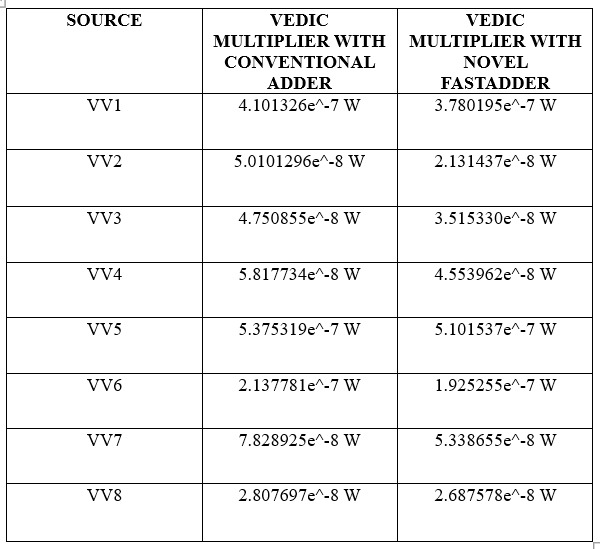 SOURCE
VEDIC
MULTIPLIER WITH
CONVENTIONAL
ADDER
VEDIC
MULTIPLIER WITH
NOVEL
FASTADDER
VV1 4.101326e^-7 W 3.780195e^-7 W
VV2 5.0101296e^-8 W 2.131437e^-8 W
VV3 4.750855e^-8 W 3.515330e^-8 W
VV4 5.817734e^-8 W 4.553962e^-8 W
VV5 5.375319e^-7 W 5.101537e^-7 W
VV6 2.137781e^-7 W 1.925255e^-7 W
VV7 7.828925e^-8 W 5.338655e^-8 W
VV8 2.807697e^-8 W 2.687578e^-8 W